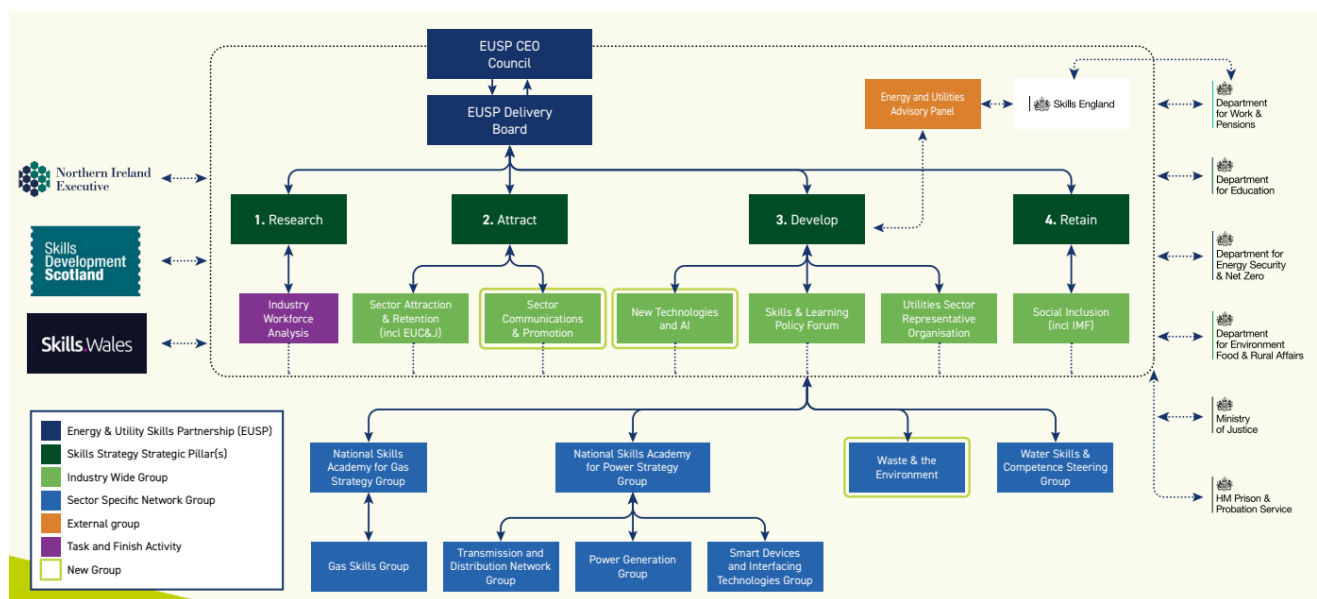 EUSP CEO
Council
EUSP Delivery
Board
Energy and Utilities
Advisory Panel
Skills England
Department
for Work &
Pensions
Northern Ireland
Executive
Department
for Education
1. Research
2. Attract
3. Develop
4. Retain
Skills
Development
Scotland
Department for
Energy Security
& Net Zero
Industry
Workforce
Analysis
Sector Attraction
& Retention
(incl EUC&J)
Sector
Communications
& Promotion
New Technologies
and AI
Skills & Learning
Policy Forum
Utilities Sector
Representative
Organisation
Social Inclusion
(incl IMF)
Skills.Wales
Department
for Environment
Food & Rural Affairs
Ministry
of Justice
Energy & Utility Skills Partnership (EUSP)
Skills Strategy Strategic Pillar(s)
Industry Wide Group
Sector Specific Network Group
External group
Task and Finish Activity
New Group
National Skills
Academy for Gas
Strategy Group
National Skills Academy
for Power Strategy
Group
Waste & the
Environment
Water Skills &
Competence Steering
Group
HM Prison &
Probation Service
Gas Skills Group
Transmission and
Distribution Network
Group
Power Generation
Group
Smart Devices
and Interfacing
Technologies Group